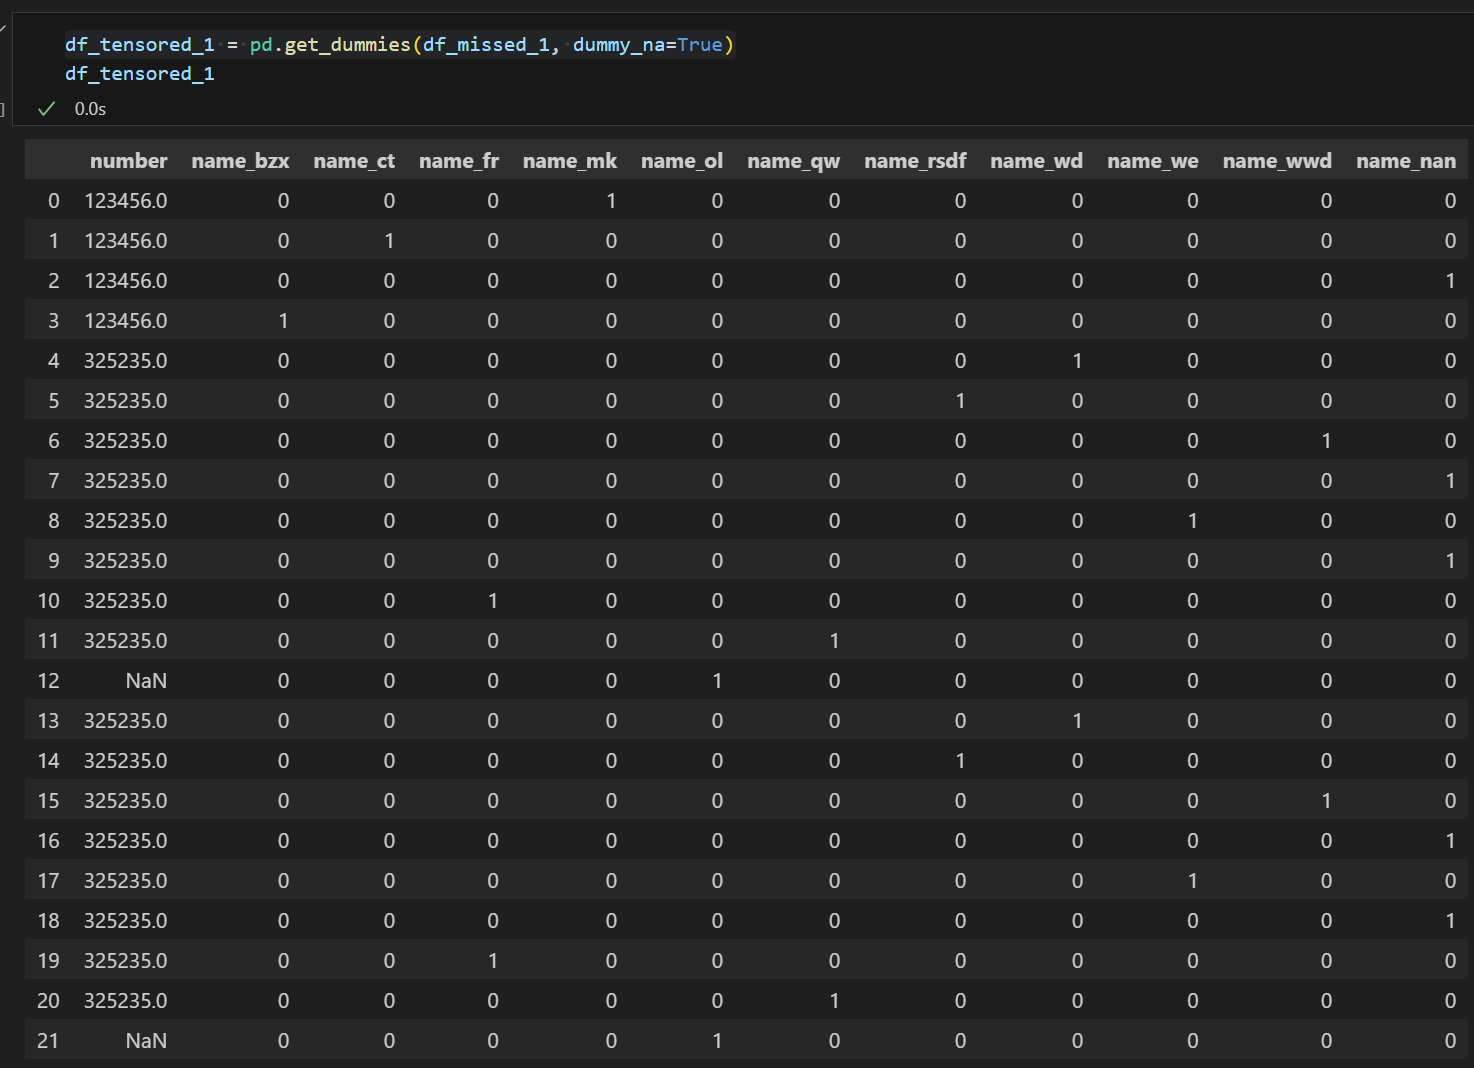 df_tensored_1 = pd.get_dummies(df_missed_1, dummy_na=True)
df_tensored_1
] ✓ 0.0s
number name_bzx name_ct name_fr name_mk name_ol name_qw name_rsdf name_wd name_we name_wwd name_nan
0 123456.0 0 0 0 1 0 0 0 0 0 0 0
1 123456.0 0 1 0 0 0 0 0 0 0 0 0
2 123456.0 0 0 0 0 0 0 0 0 0 0 1
3 123456.0 1 0 0 0 0 0 0 0 0 0 0
4 325235.0 0 0 0 0 0 0 0 1 0 0 0
5 325235.0 0 0 0 0 0 0 1 0 0 0 0
6 325235.0 0 0 0 0 0 0 0 0 0 1 0
7 325235.0 0 0 0 0 0 0 0 0 0 0 1
8 325235.0 0 0 0 0 0 0 0 0 1 0 0
9 325235.0 0 0 0 0 0 0 0 0 0 0 1
10 325235.0 0 0 1 0 0 0 0 0 0 0 0
11 325235.0 0 0 0 0 0 1 0 0 0 0 0
12 NaN 0 0 0 0 1 0 0 0 0 0 0
13 325235.0 0 0 0 0 0 0 0 1 0 0 0
14 325235.0 0 0 0 0 0 0 1 0 0 0 0
15 325235.0 0 0 0 0 0 0 0 0 0 1 0
16 325235.0 0 0 0 0 0 0 0 0 0 0 1
17 325235.0 0 0 0 0 0 0 0 0 1 0 0
18 325235.0 0 0 0 0 0 0 0 0 0 0 1
19 325235.0 0 0 1 0 0 0 0 0 0 0 0
20 325235.0 0 0 0 0 0 1 0 0 0 0 0
21 NaN 0 0 0 0 1 0 0 0 0 0 0